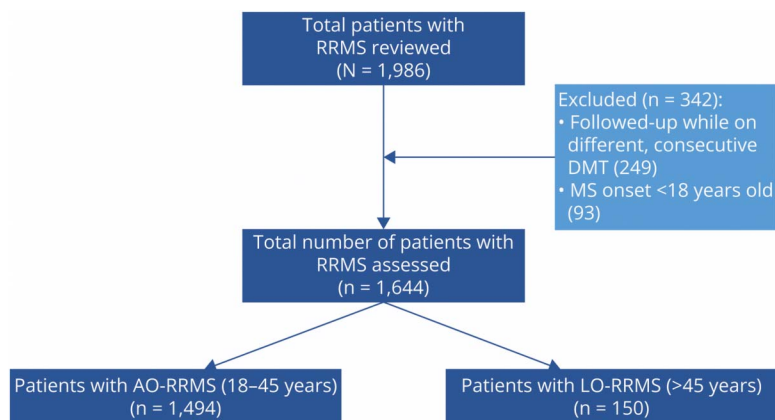 Total patients with
RRMS reviewed
(N = 1,986)
Excluded (n = 342):
• Followed-up while on
different, consecutive
DMT (249)
• MS onset <18 years old
(93)
Total number of patients with
RRMS assessed
(n = 1,644)
Patients with AO-RRMS (18–45 years)
(n = 1,494)
Patients with LO-RRMS (>45 years)
(n = 150)